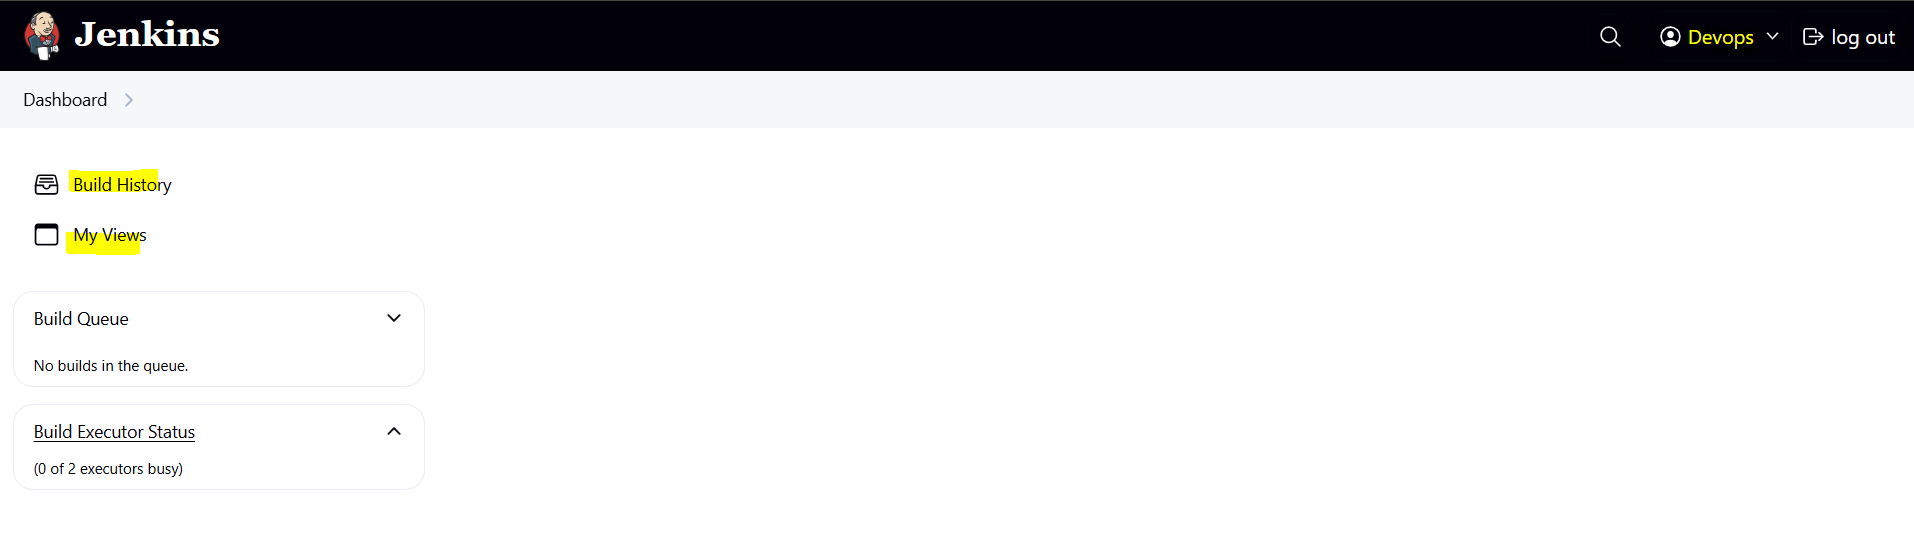 Jenkins
Devops
log out
Dashboard
Build History
My Views
Build Queue
No builds in the queue.
Build Executor Status
(0 of 2 executors busy)